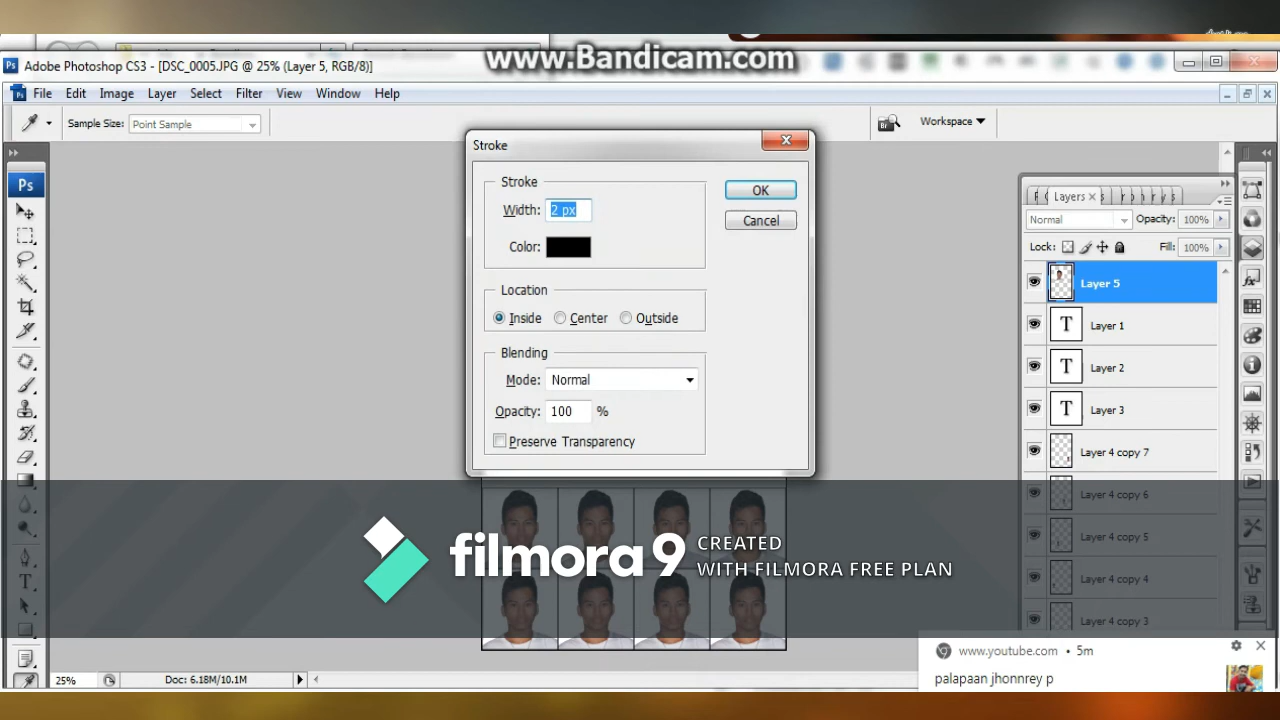 www.Bandicam.com
Adobe Photoshop CS3 - [DSC_0005.JPG @ 25% (Layer 5, RGB/8)]
File Edit Image Layer Select Filter View Window Help
Sample Size: Point Sample
Workspace
Ps
Stroke
Stroke
Width: 2 px
Color:
OK
Cancel
Location
Inside Center Outside
Blending
Mode: Normal
Opacity: 100 %
Preserve Transparency
Layers
Normal Opacity: 100%
Lock: Fill: 100%
Layer 5
T Layer 1
T Layer 2
T Layer 3
Layer 4 copy 7
Layer 4 copy 6
Layer 4 copy 5
Layer 4 copy 4
Layer 4 copy 3
filmora 9 CREATED
WITH FILMORA FREE PLAN
www.youtube.com • 5m
palapaan jhonnrey p
25% Doc: 6.18M/10.1M